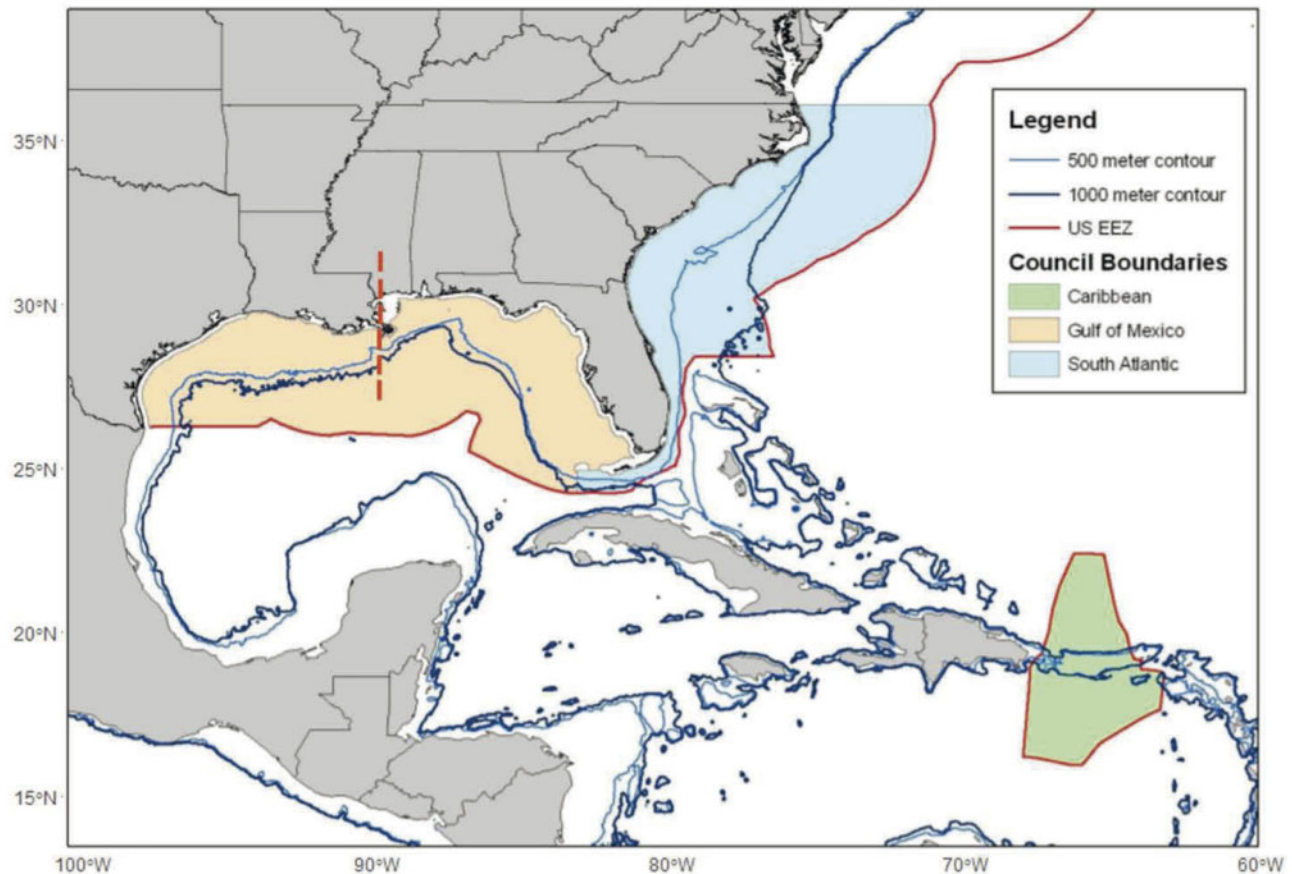 35°N
30°N
25°N
20°N
15°N
100°W
90°W
80°W
70°W
60°W
Legend
500 meter contour
1000 meter contour
US EEZ
Council Boundaries
Caribbean
Gulf of Mexico
South Atlantic